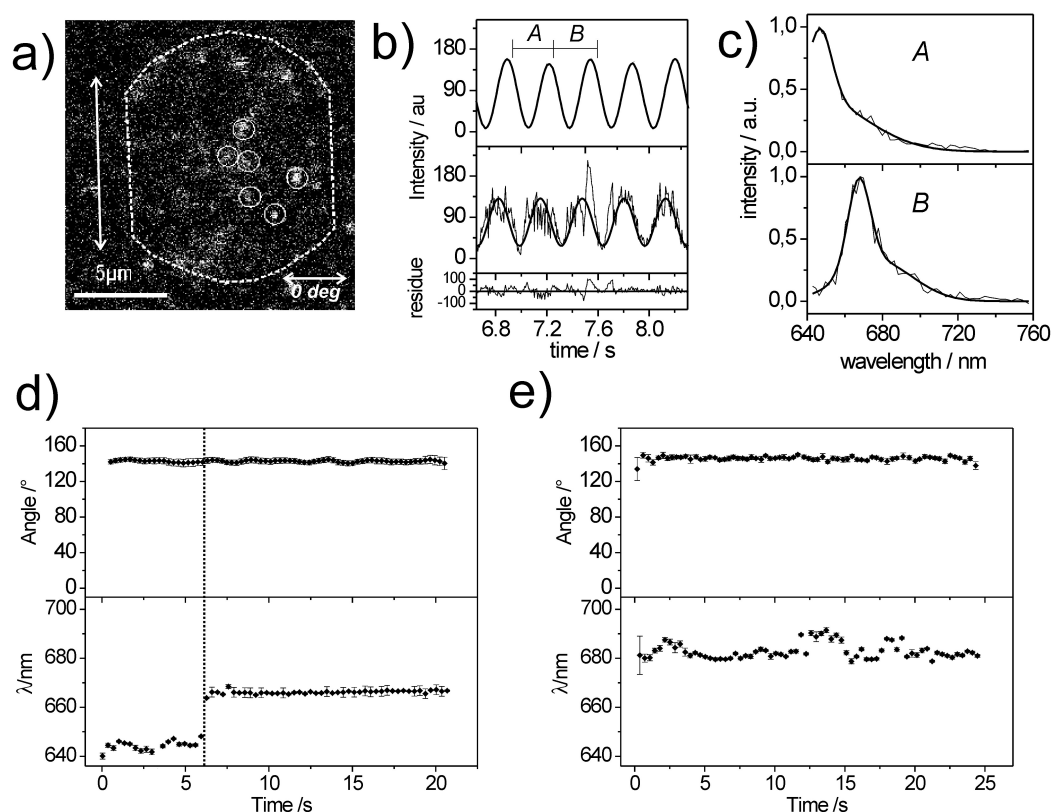 a)
5µm
0 deg
b)
A B
180
90
0
180
90
0
100
0
-100
Intensity / au
residue
6.8 7.2 7.6 8.0
time / s
c)
A
1,0
0,5
0,0
B
1,0
0,5
0,0
intensity / a.u.
640 680 720 760
wavelength / nm
d)
160
120
80
40
0
Angle /°
700
680
660
640
λ/nm
0 5 10 15 20
Time /s
e)
160
120
80
40
0
Angle /°
700
680
660
640
λ/nm
0 5 10 15 20 25
Time /s